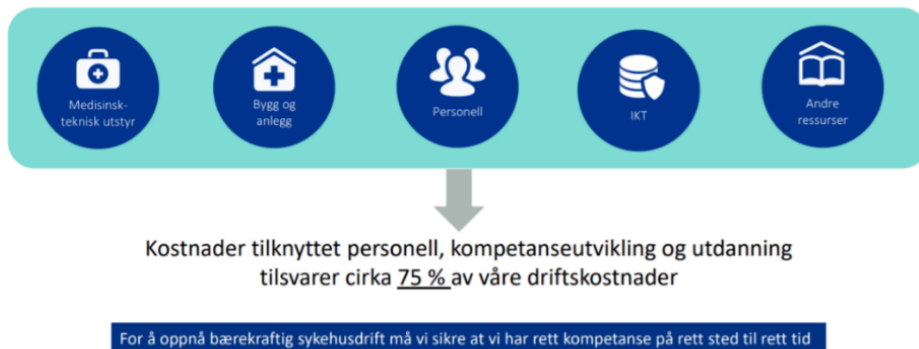 Medisinsk-
teknisk utstyr
Bygg og
anlegg
Personell
IKT
Andre
ressurser
Kostnader tilknyttet personell, kompetanseutvikling og utdanning
tilsvarer cirka 75 % av våre driftskostnader
For å oppnå bærekraftig sykehusdrift må vi sikre at vi har rett kompetanse på rett sted til rett tid